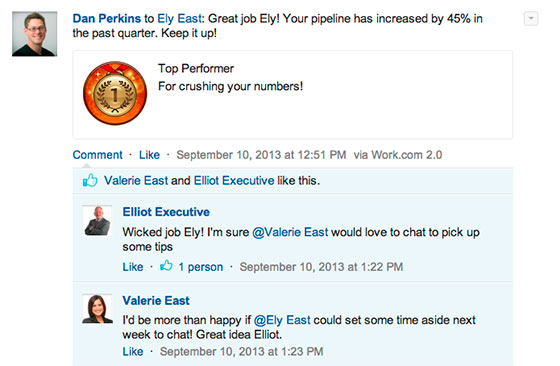 Dan Perkins to Ely East: Great job Ely! Your pipeline has increased by 45% in
the past quarter. Keep it up!
Top Performer
For crushing your numbers!
1
Comment · Like · September 10, 2013 at 12:51 PM via Work.com 2.0
Valerie East and Elliot Executive like this.
Elliot Executive
Wicked job Ely! I'm sure @Valerie East would love to chat to pick up
some tips
Like · 1 person · September 10, 2013 at 1:22 PM
Valerie East
I'd be more than happy if @Ely East could set some time aside next
week to chat! Great idea Elliot.
Like · September 10, 2013 at 1:23 PM